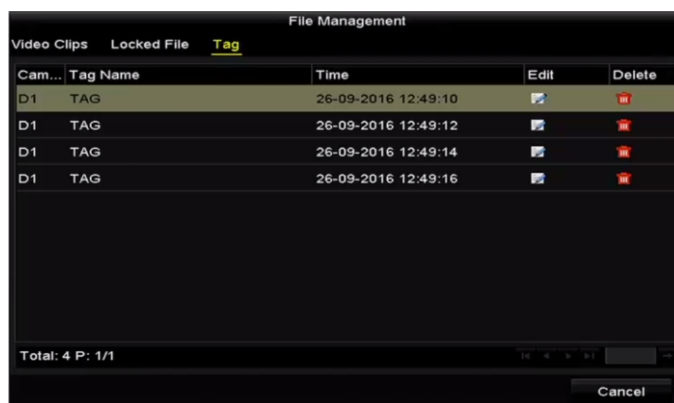 File Management
Video Clips Locked File Tag
Cam... Tag Name Time Edit Delete
D1 TAG 26-09-2016 12:49:10
D1 TAG 26-09-2016 12:49:12
D1 TAG 26-09-2016 12:49:14
D1 TAG 26-09-2016 12:49:16
Total: 4 P: 1/1
Cancel